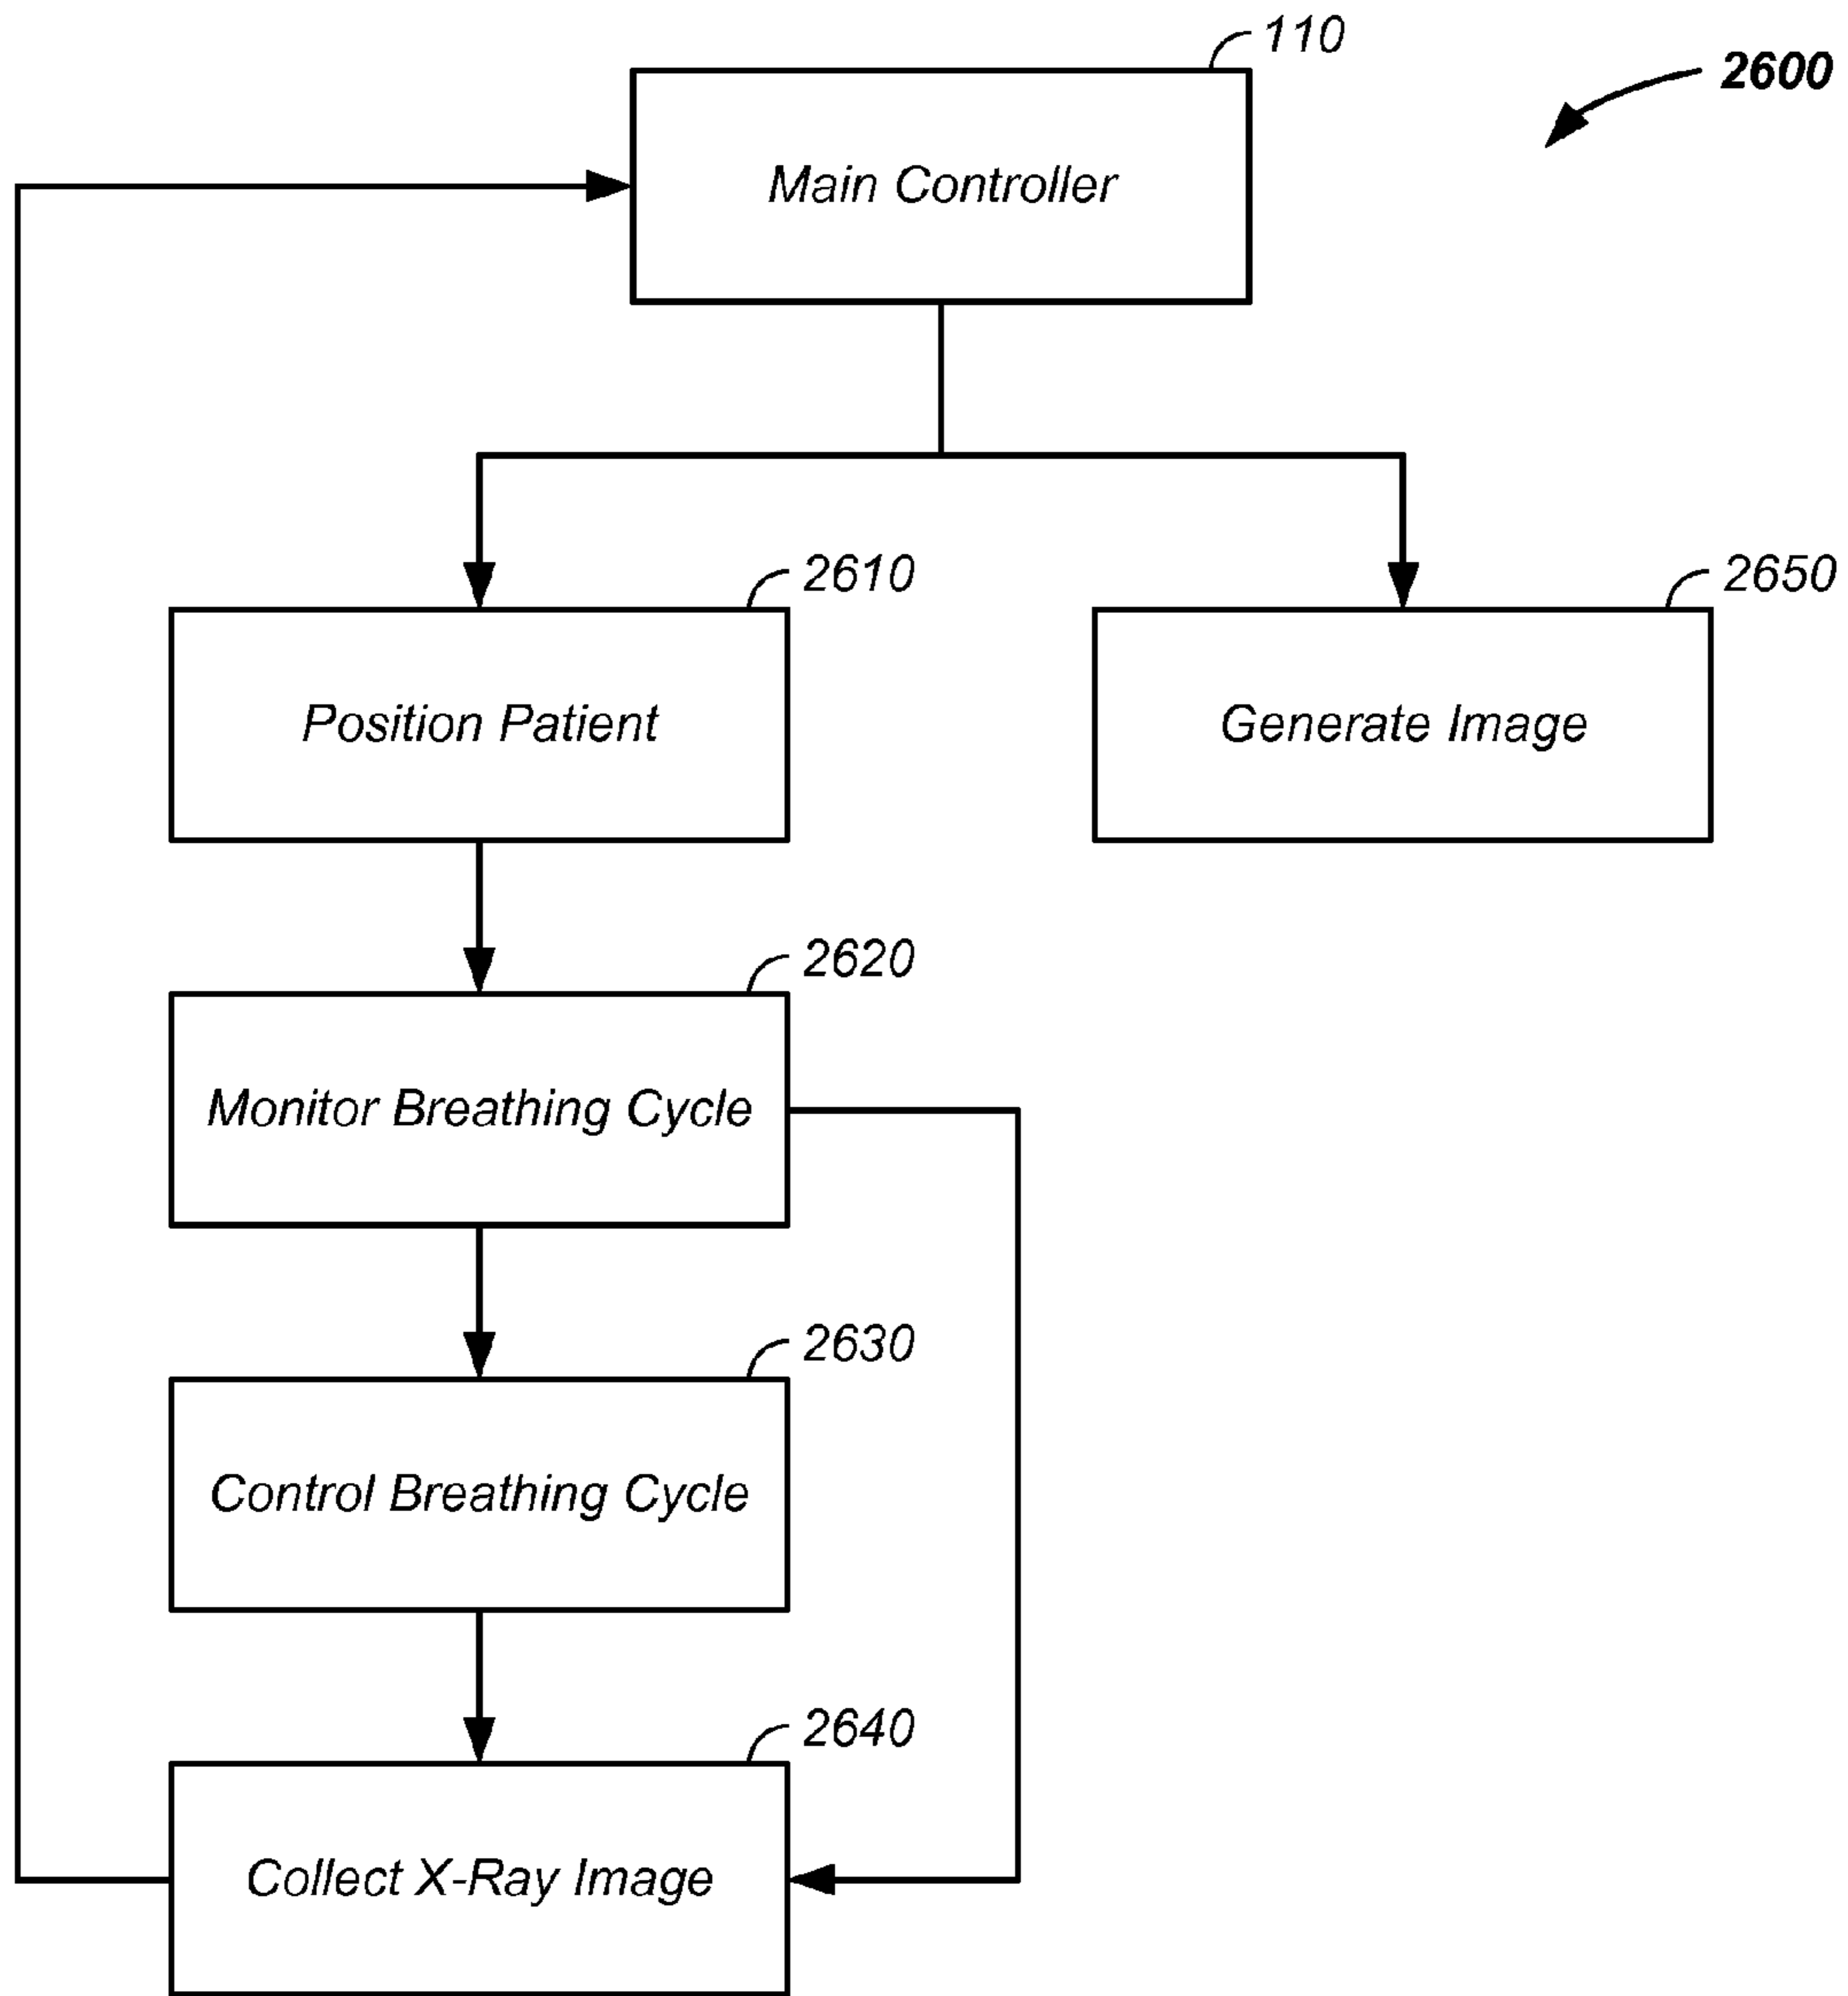 110
2600
Main Controller
2610
2650
Position Patient
Generate Image
2620
Monitor Breathing Cycle
2630
Control Breathing Cycle
2640
Collect X-Ray Image